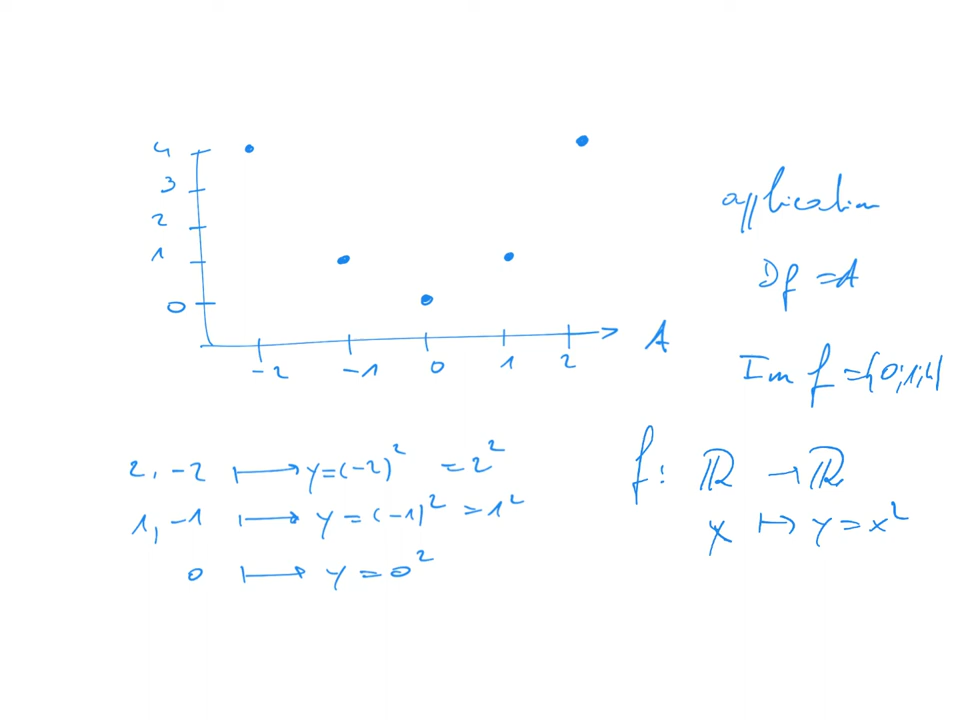 4
3
2
1
0
-2 -1 0 1 2 A
application
Df = A
Im f = {0;1;4}
2, -2 ⟼ y=(-2)² = 2²
1, -1 ⟼ y = (-1)² = 1²
0 ⟼ y = 0²
f: ℝ → ℝ
x ↦ y = x²